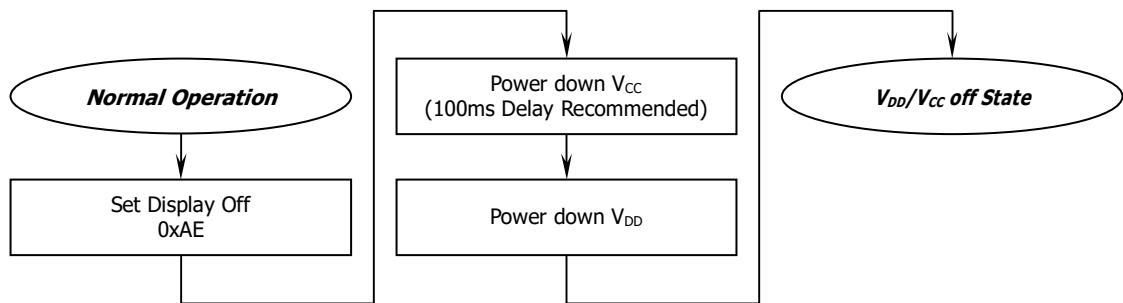 Normal Operation
Set Display Off
0xAE
Power down VCC
(100ms Delay Recommended)
Power down VDD
VDD/VCC off State